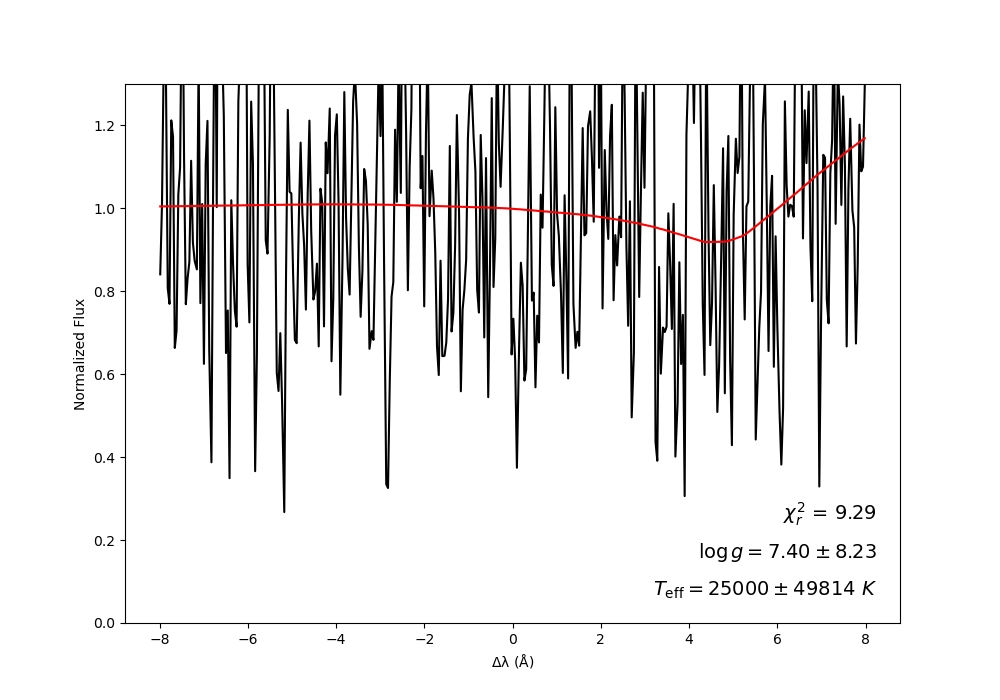 1.2
1.0
0.8
0.6
0.4
0.2
0.0
Normalized Flux
χ²ᵣ = 9.29
log g = 7.40 ± 8.23
T_eff = 25000 ± 49814 K
−8 −6 −4 −2 0 2 4 6 8
Δλ (Å)